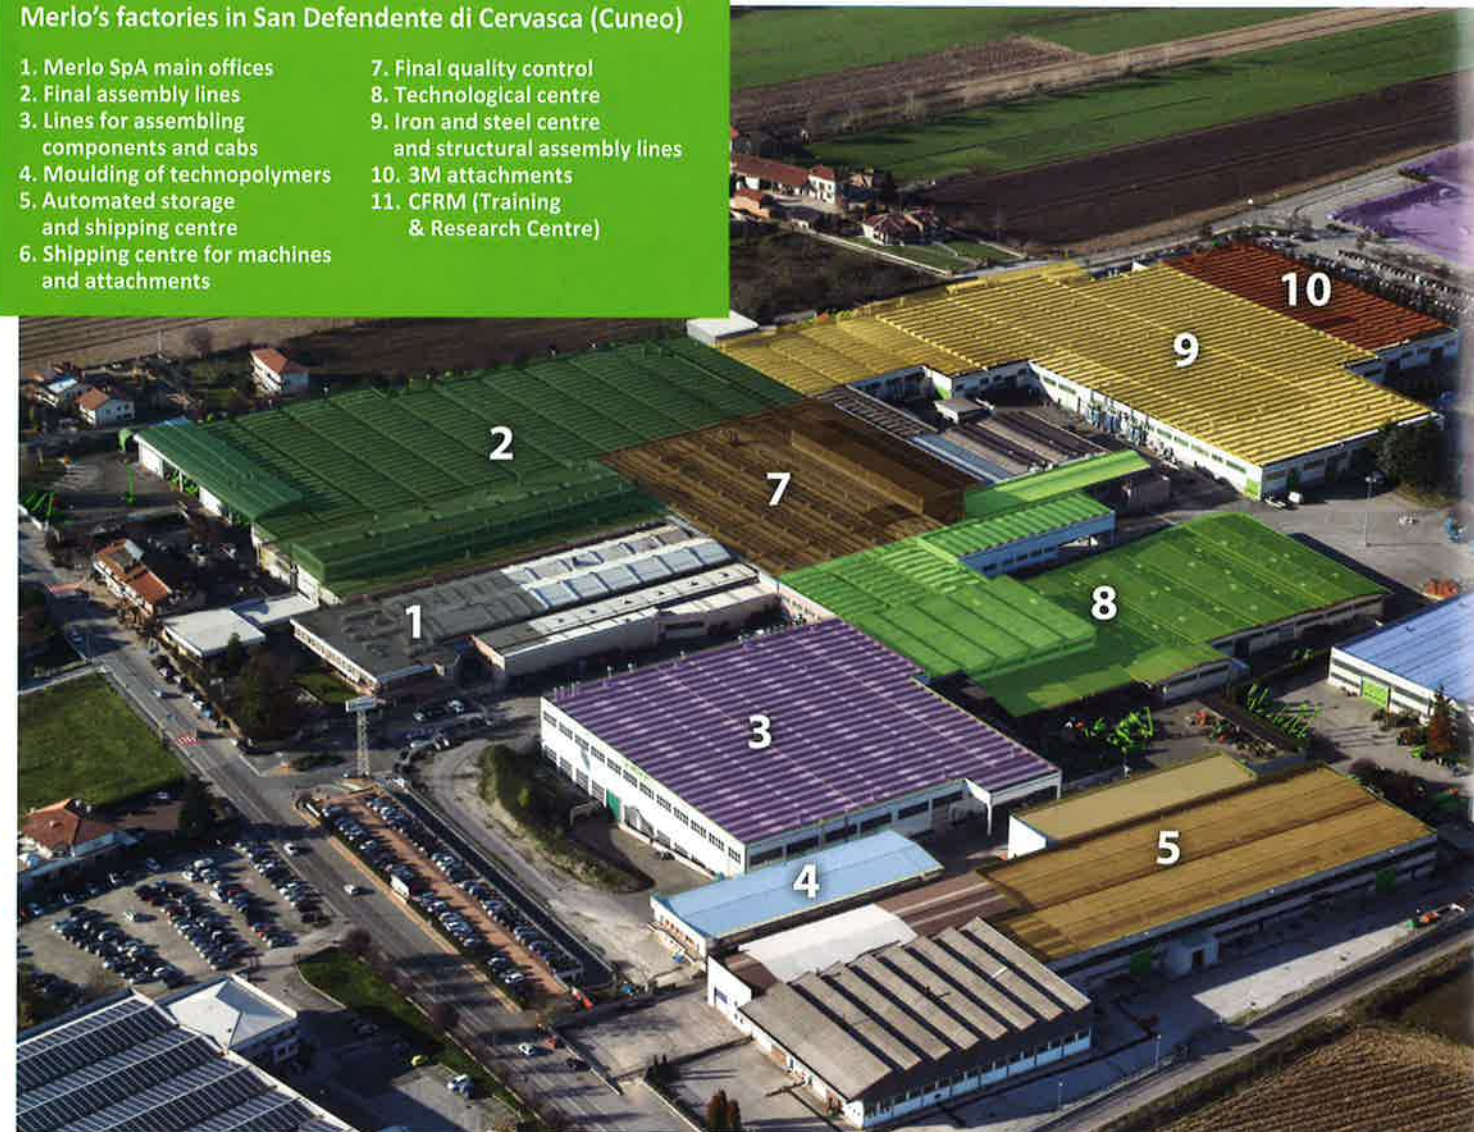 Merlo's factories in San Defendente di Cervasca (Cuneo)
1. Merlo SpA main offices
2. Final assembly lines
3. Lines for assembling
components and cabs
4. Moulding of technopolymers
5. Automated storage
and shipping centre
6. Shipping centre for machines
and attachments
7. Final quality control
8. Technological centre
9. Iron and steel centre
and structural assembly lines
10. 3M attachments
11. CFRM (Training
& Research Centre)
10
9
2
7
8
1
3
5
4